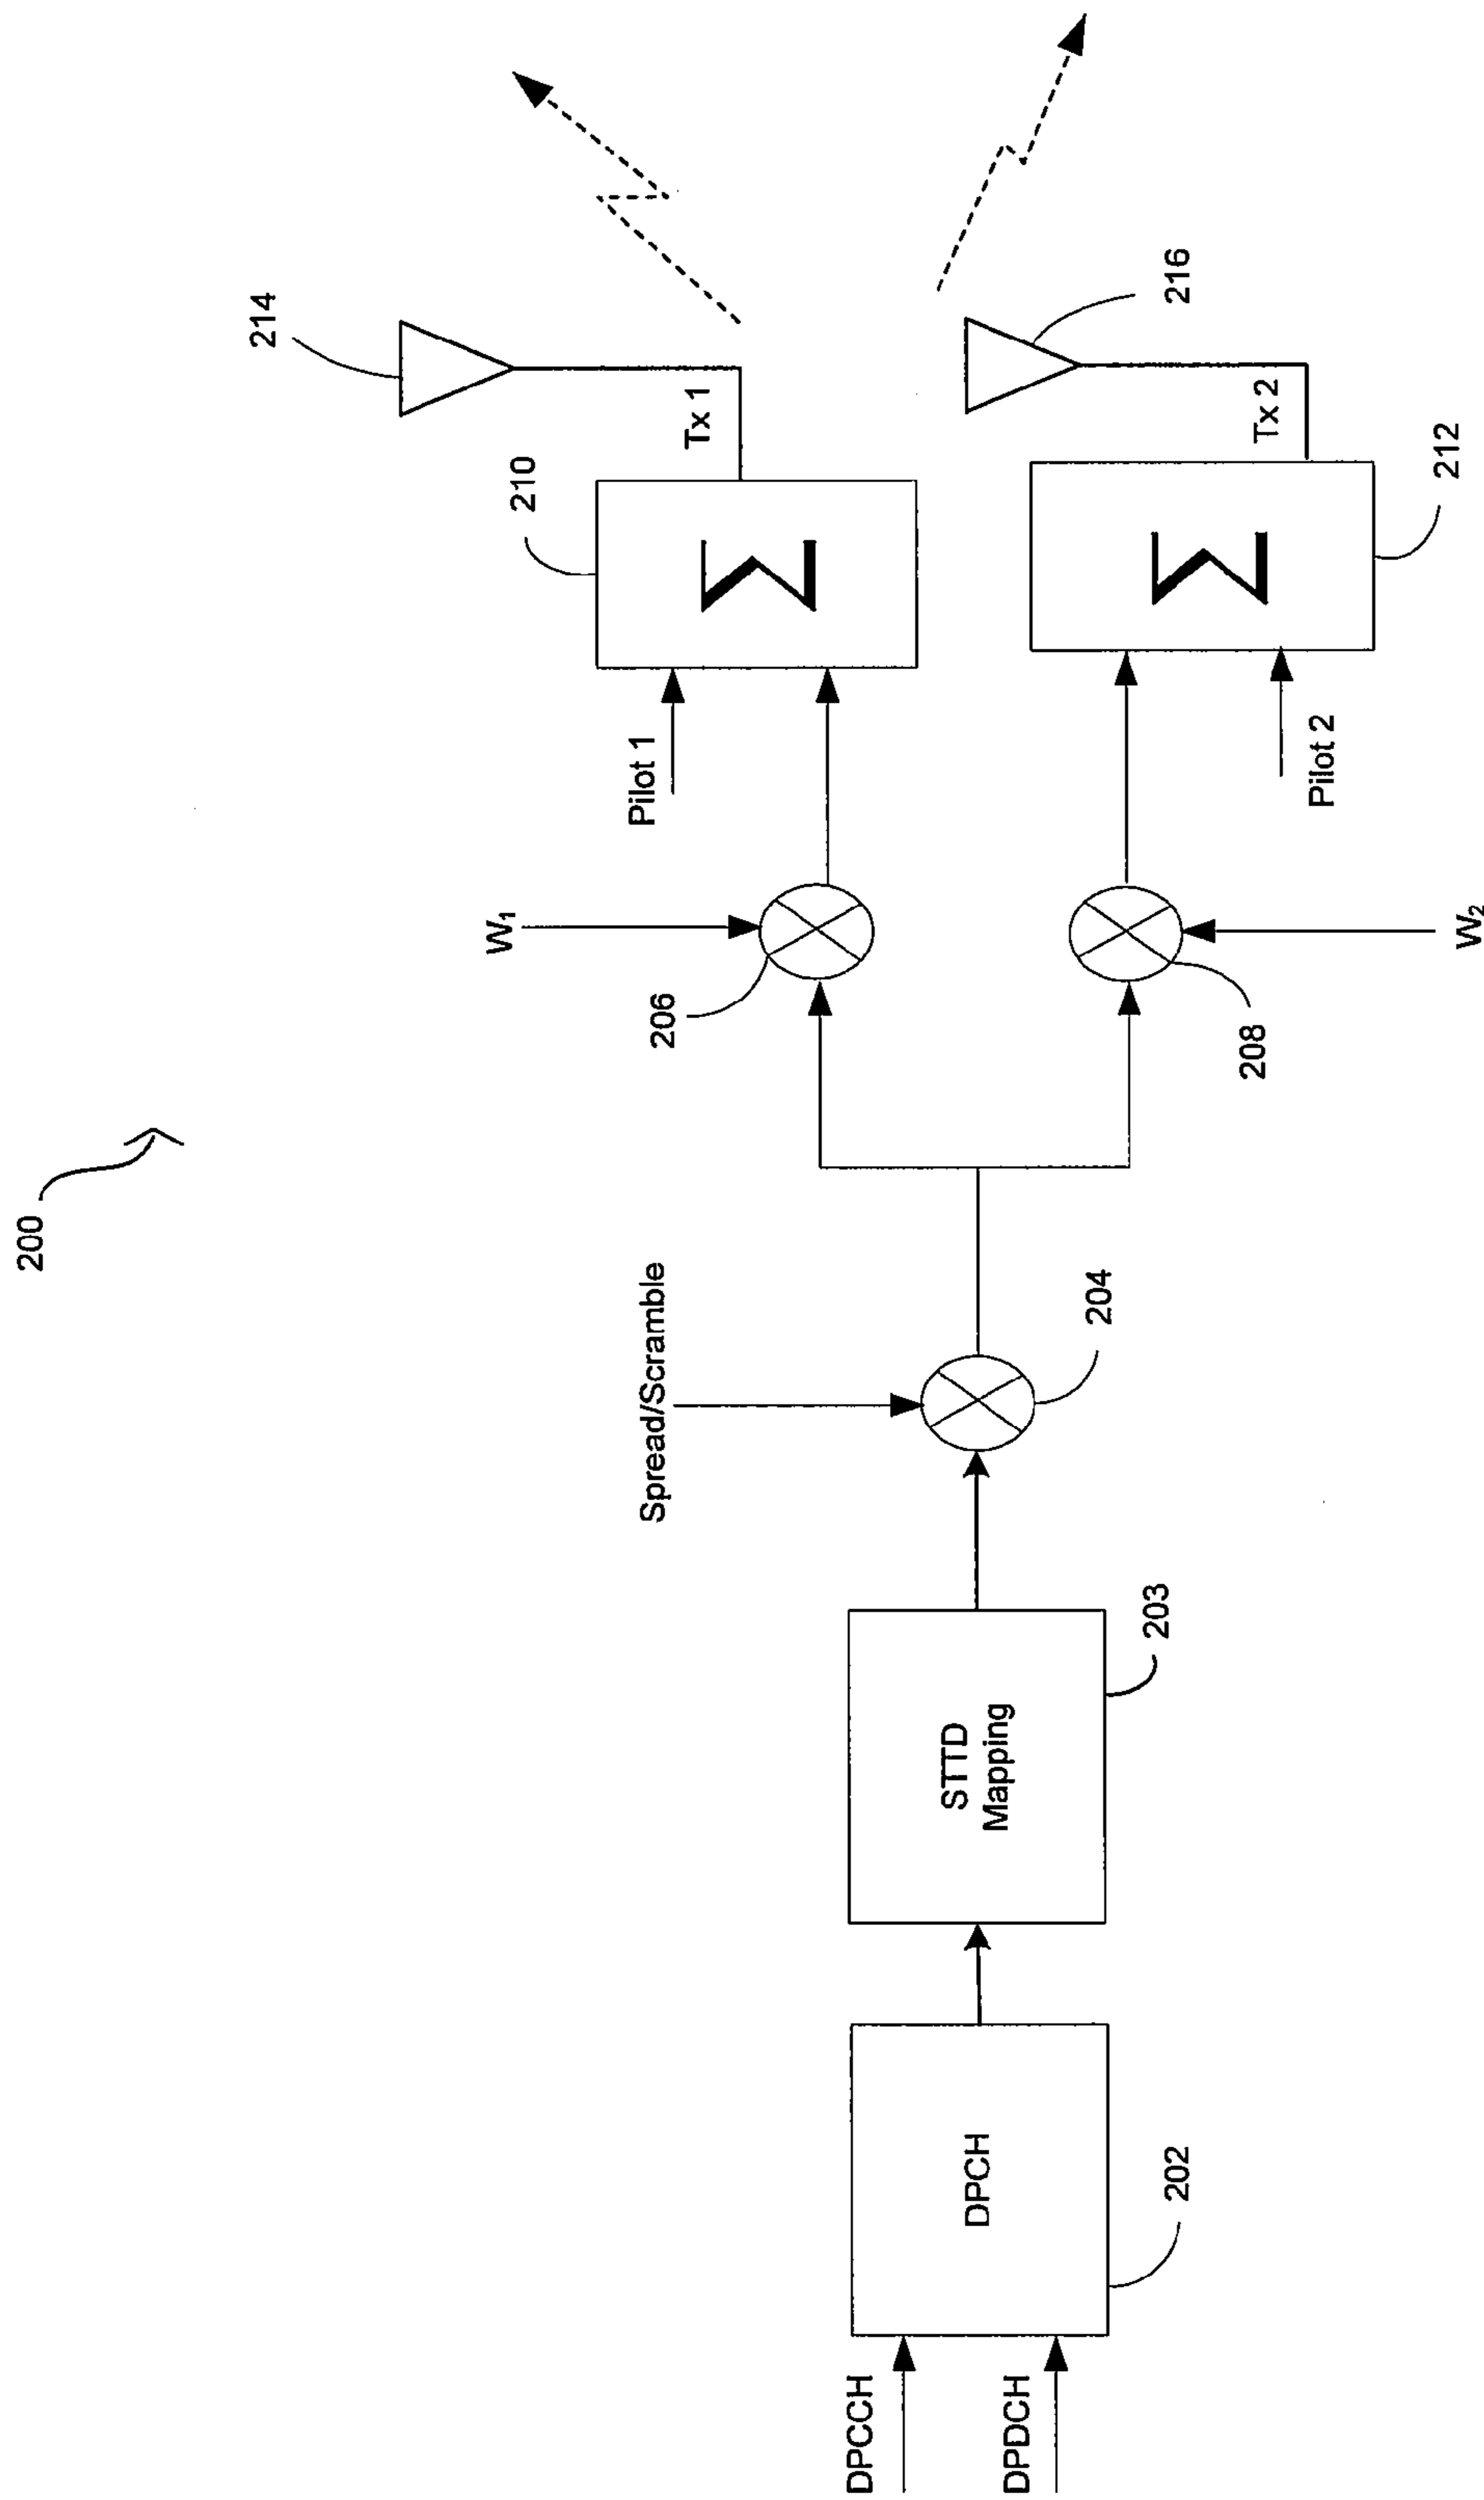 200
DPCCH
DPDCH
DPCH
202
STTD
Mapping
203
Spread/Scramble
204
W1
206
208
W2
Pilot 1
Pilot 2
210
Σ
Σ
212
Tx 1
Tx 2
214
216